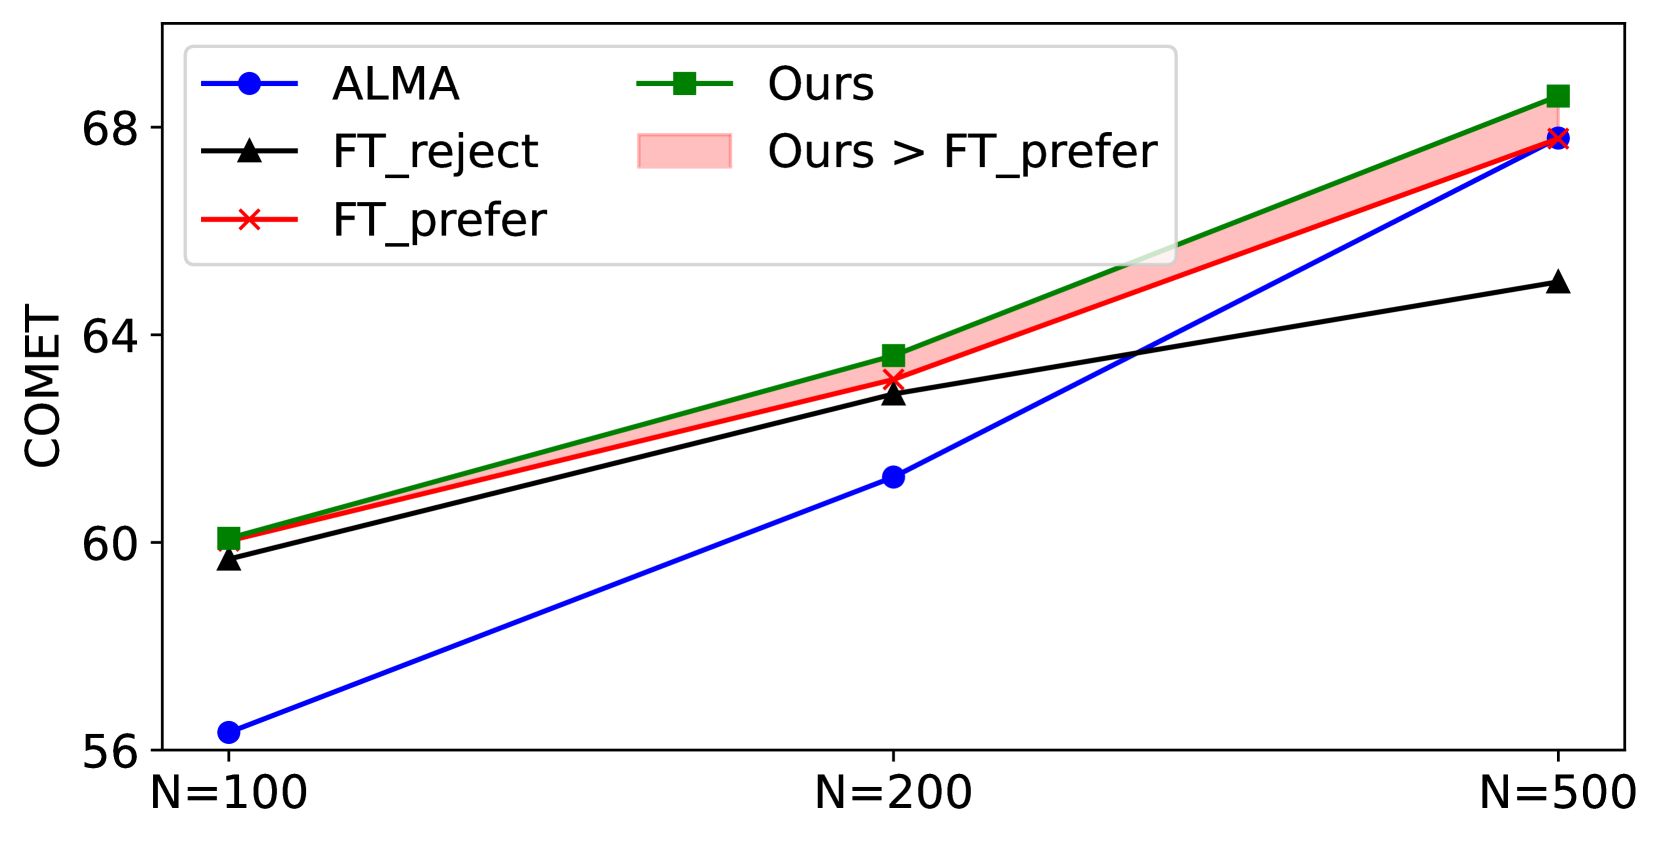 ALMA
FT_reject
FT_prefer
Ours
Ours > FT_prefer
COMET
68
64
60
56
N=100
N=200
N=500